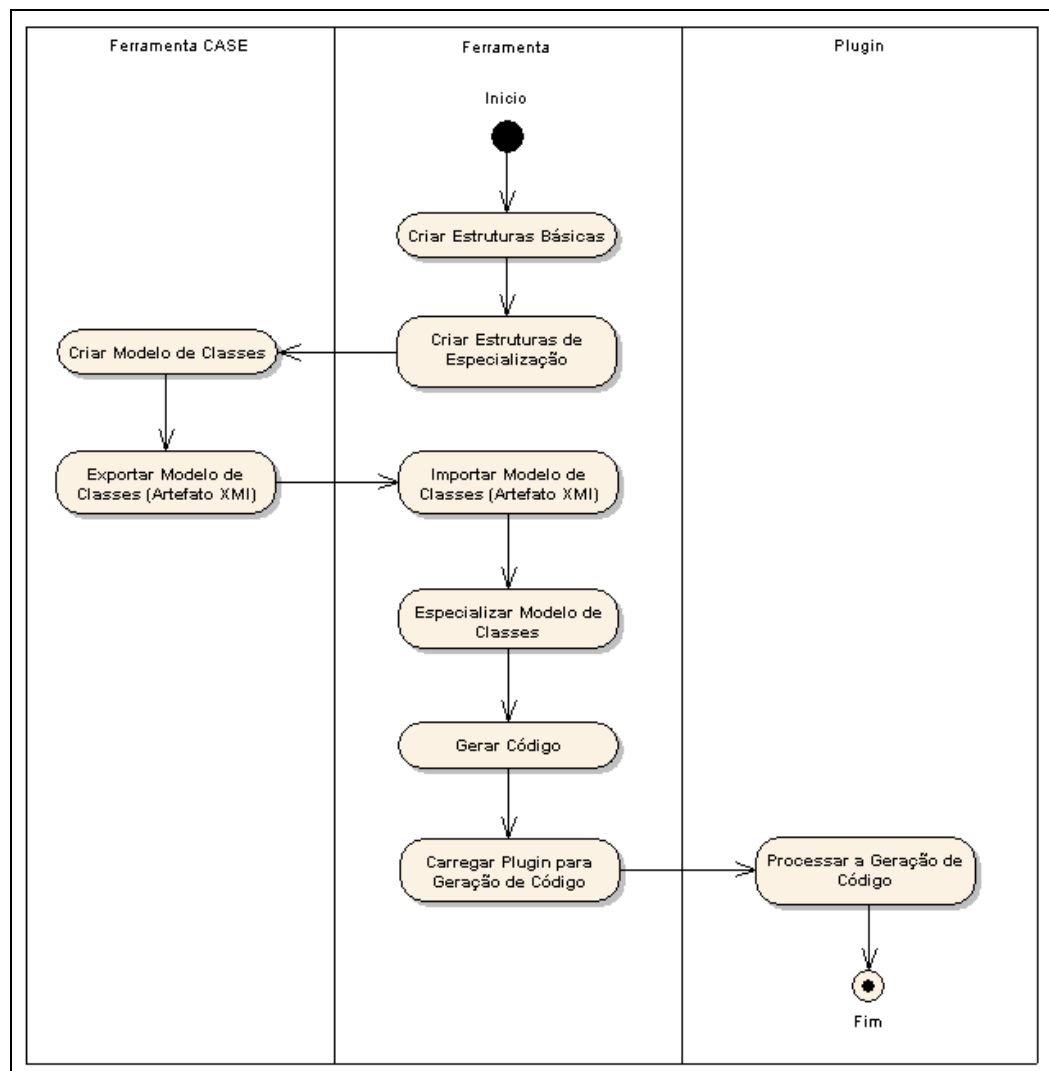 Ferramenta CASE
Ferramenta
Plugin
Inicio
Criar Estruturas Básicas
Criar Estruturas de
Especialização
Criar Modelo de Classes
Exportar Modelo de
Classes (Artefato XMI)
Importar Modelo de
Classes (Artefato XMI)
Especializar Modelo de
Classes
Gerar Código
Carregar Plugin para
Geração de Código
Processar a Geração de
Código
Fim